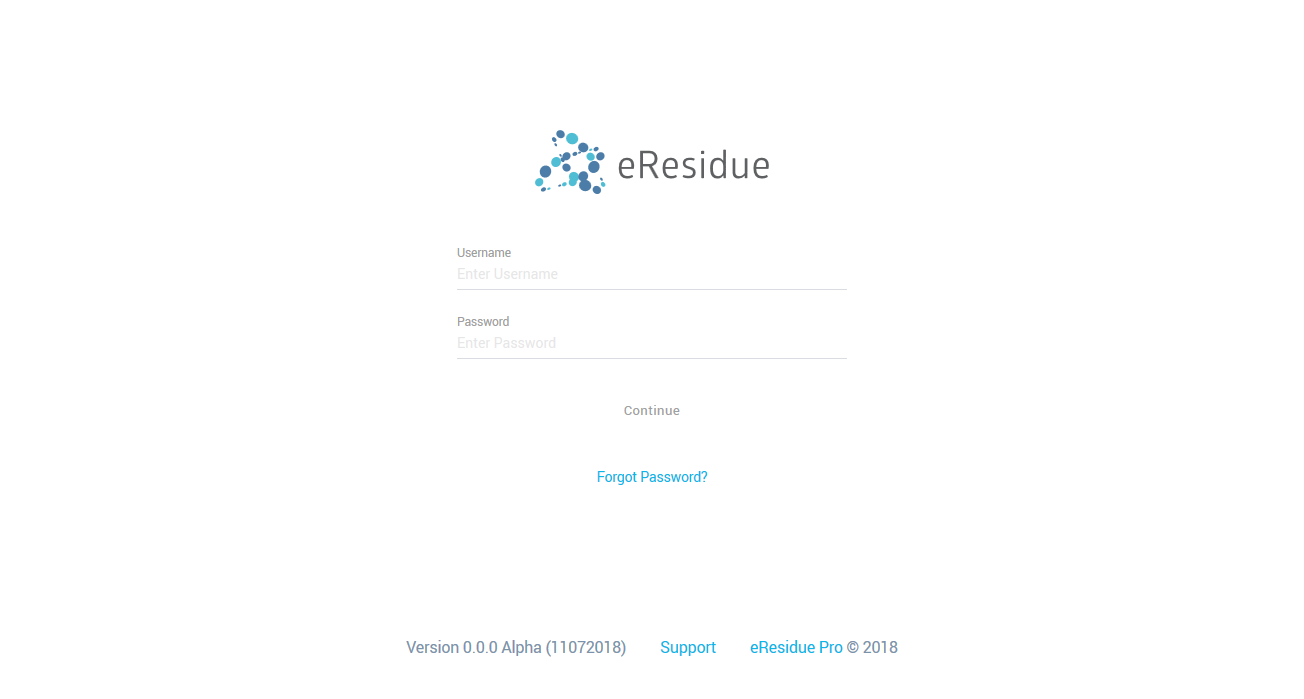 eResidue
Username
Enter Username
Password
Enter Password
Continue
Forgot Password?
Version 0.0.0 Alpha (11072018) Support eResidue Pro © 2018